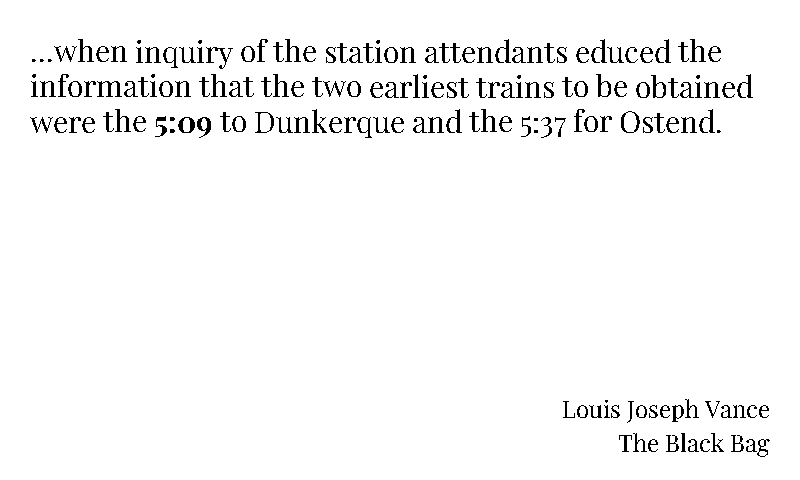 ...when inquiry of the station attendants educed the
information that the two earliest trains to be obtained
were the 5:09 to Dunkerque and the 5:37 for Ostend.
Louis Joseph Vance
The Black Bag